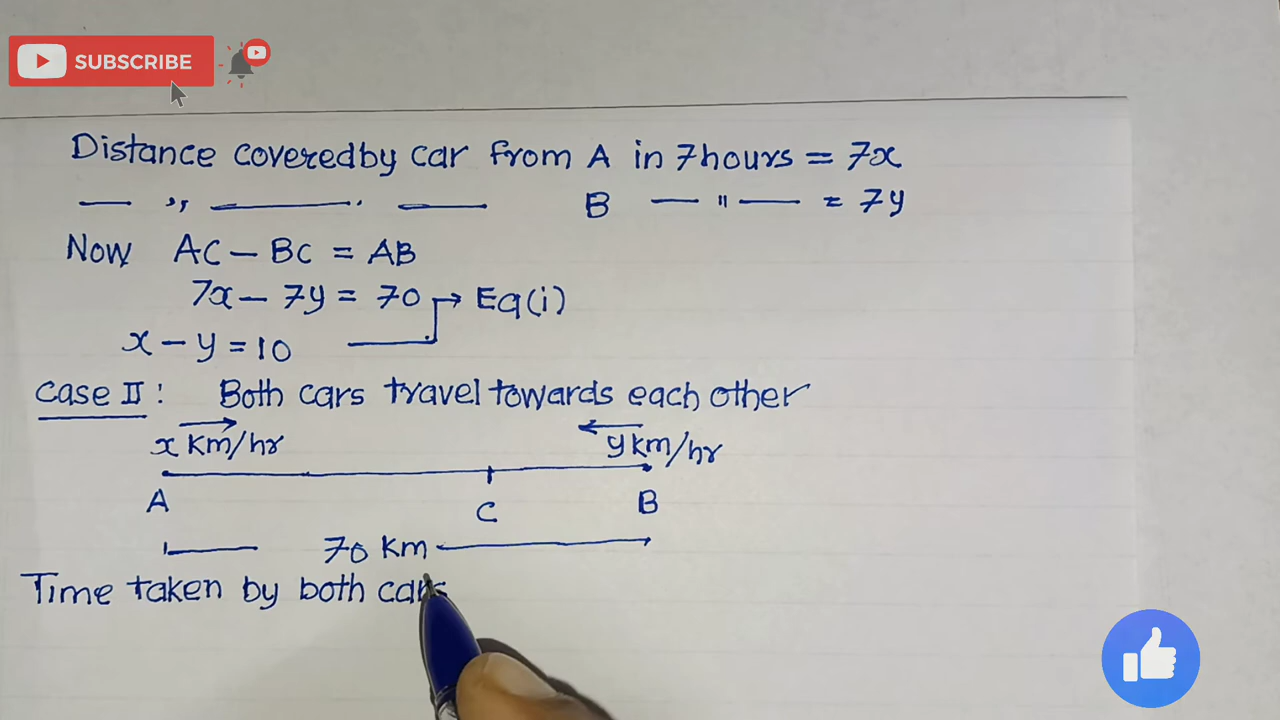 SUBSCRIBE
Distance covered by car from A in 7 hours = 7x
— ,, — — B — " — = 7y
Now AC - BC = AB
7x - 7y = 70 → Eq(i)
x - y = 10
Case II : Both cars travel towards each other
x km/hr y km/hr
A C B
70 km
Time taken by both cars